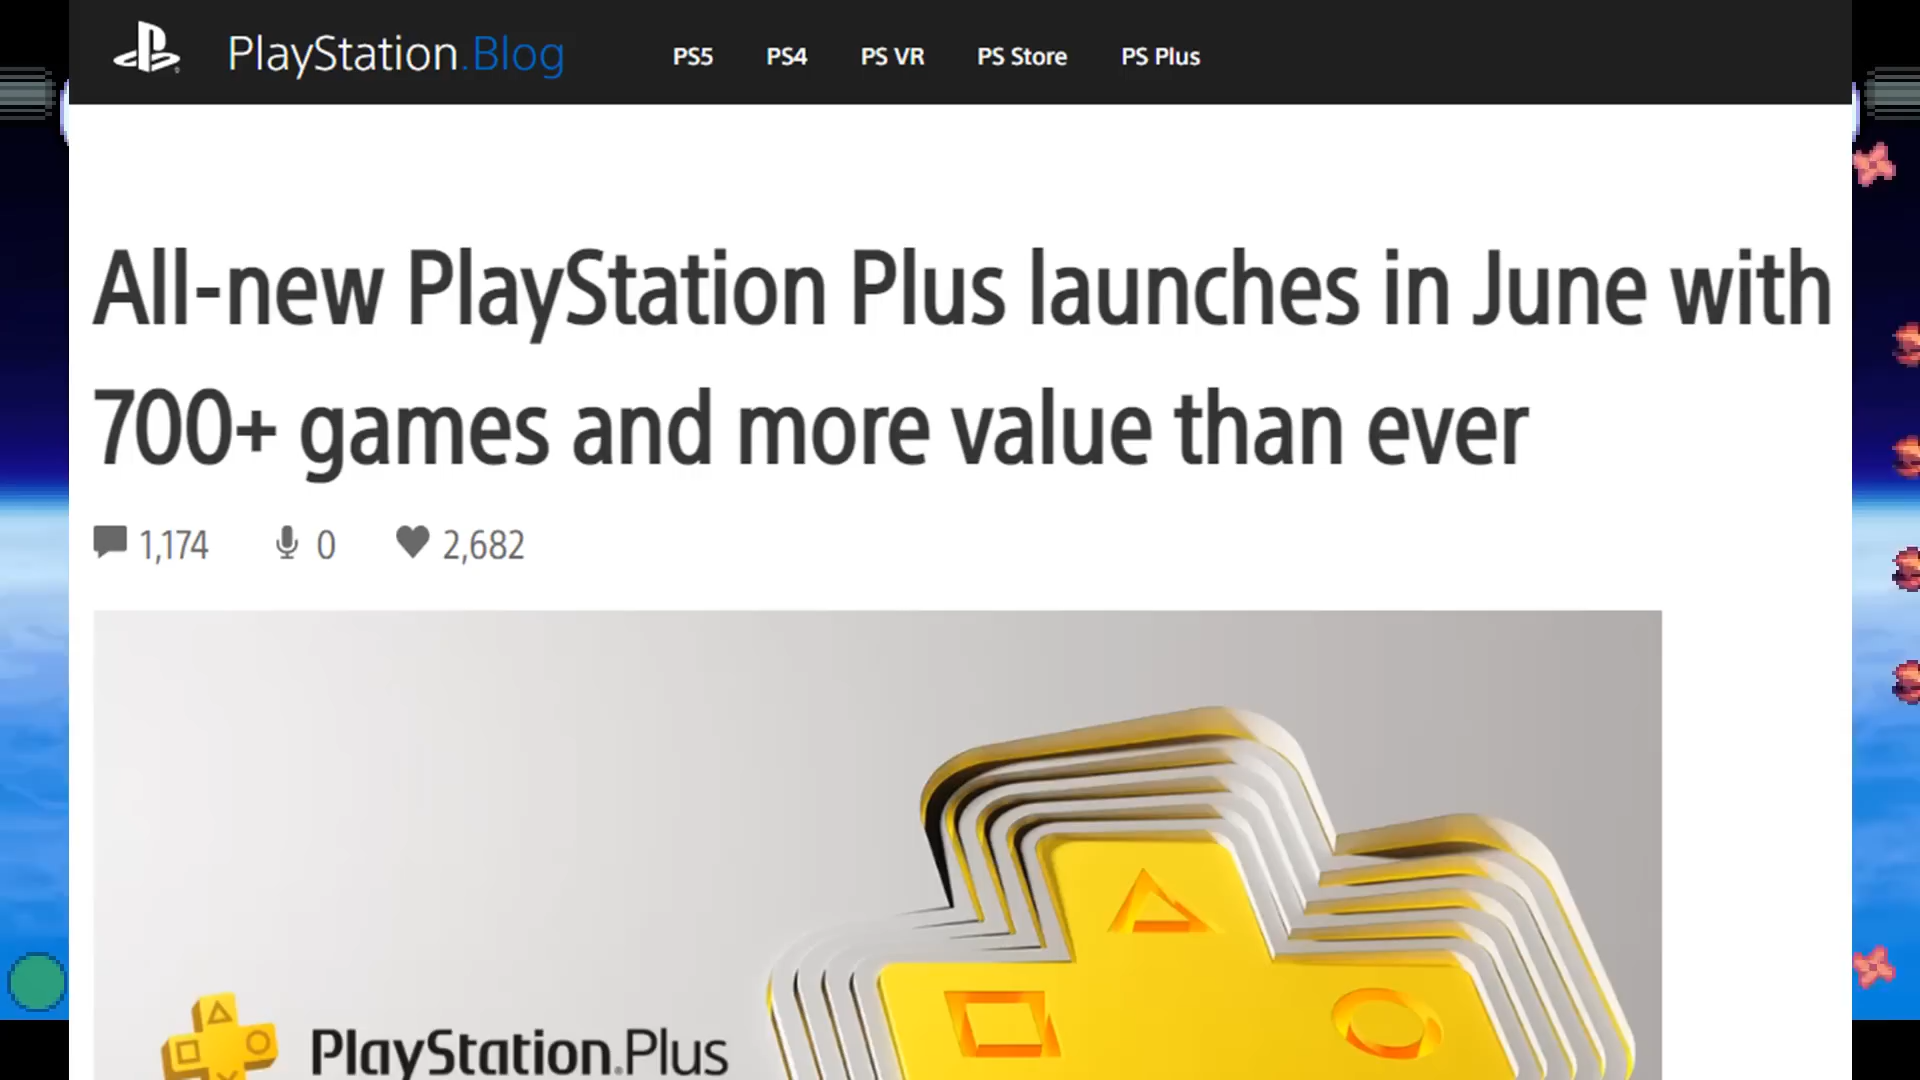 PlayStation.Blog
PS5
PS4
PS VR
PS Store
PS Plus
All-new PlayStation Plus launches in June with
700+ games and more value than ever
1,174
0
2,682
PlayStation.Plus